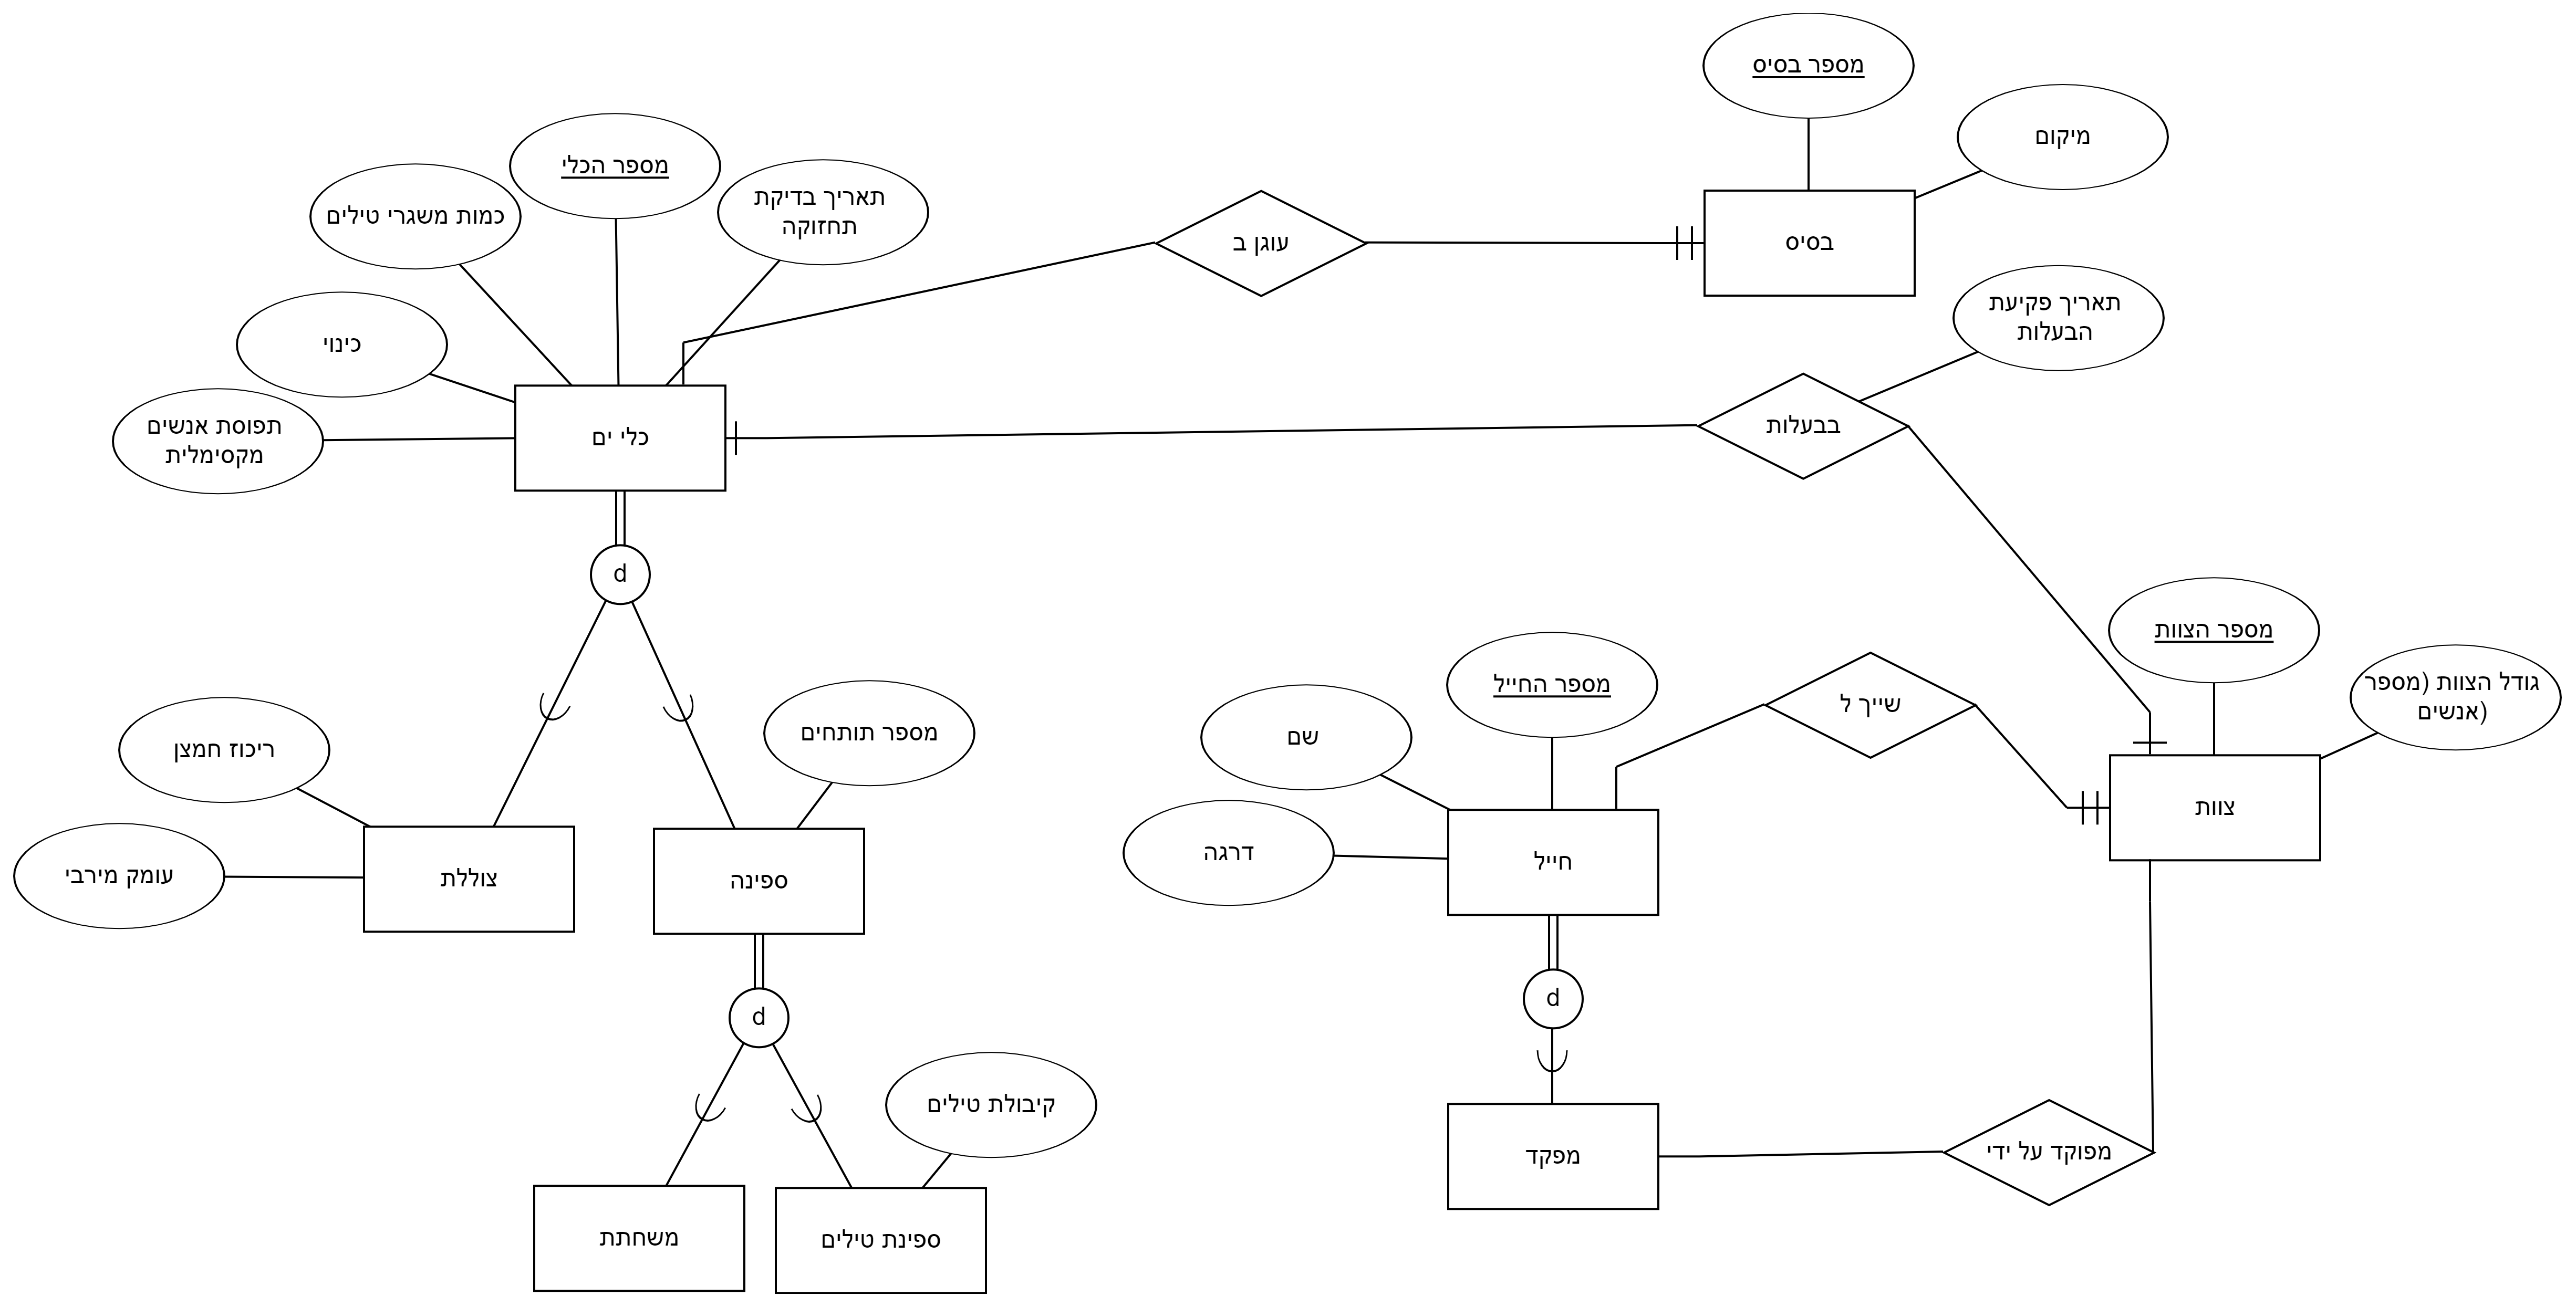 מספר בסיס
מיקום
מספר הכלי
תאריך בדיקת
תחזוקה
כמות משגרי טילים
עוגן ב
בסיס
תאריך פקיעת
הבעלות
כינוי
תפוסת אנשים
מקסימלית
כלי ים
בבעלות
d
מספר הצוות
גודל הצוות (מספר
אנשים)
מספר החייל
שייך ל
שם
מספר תותחים
ריכוז חמצן
צוות
דרגה
חייל
עומק מירבי
צוללת
ספינה
d
d
קיבולת טילים
מפקד
מפוקד על ידי
משחתת
ספינת טילים